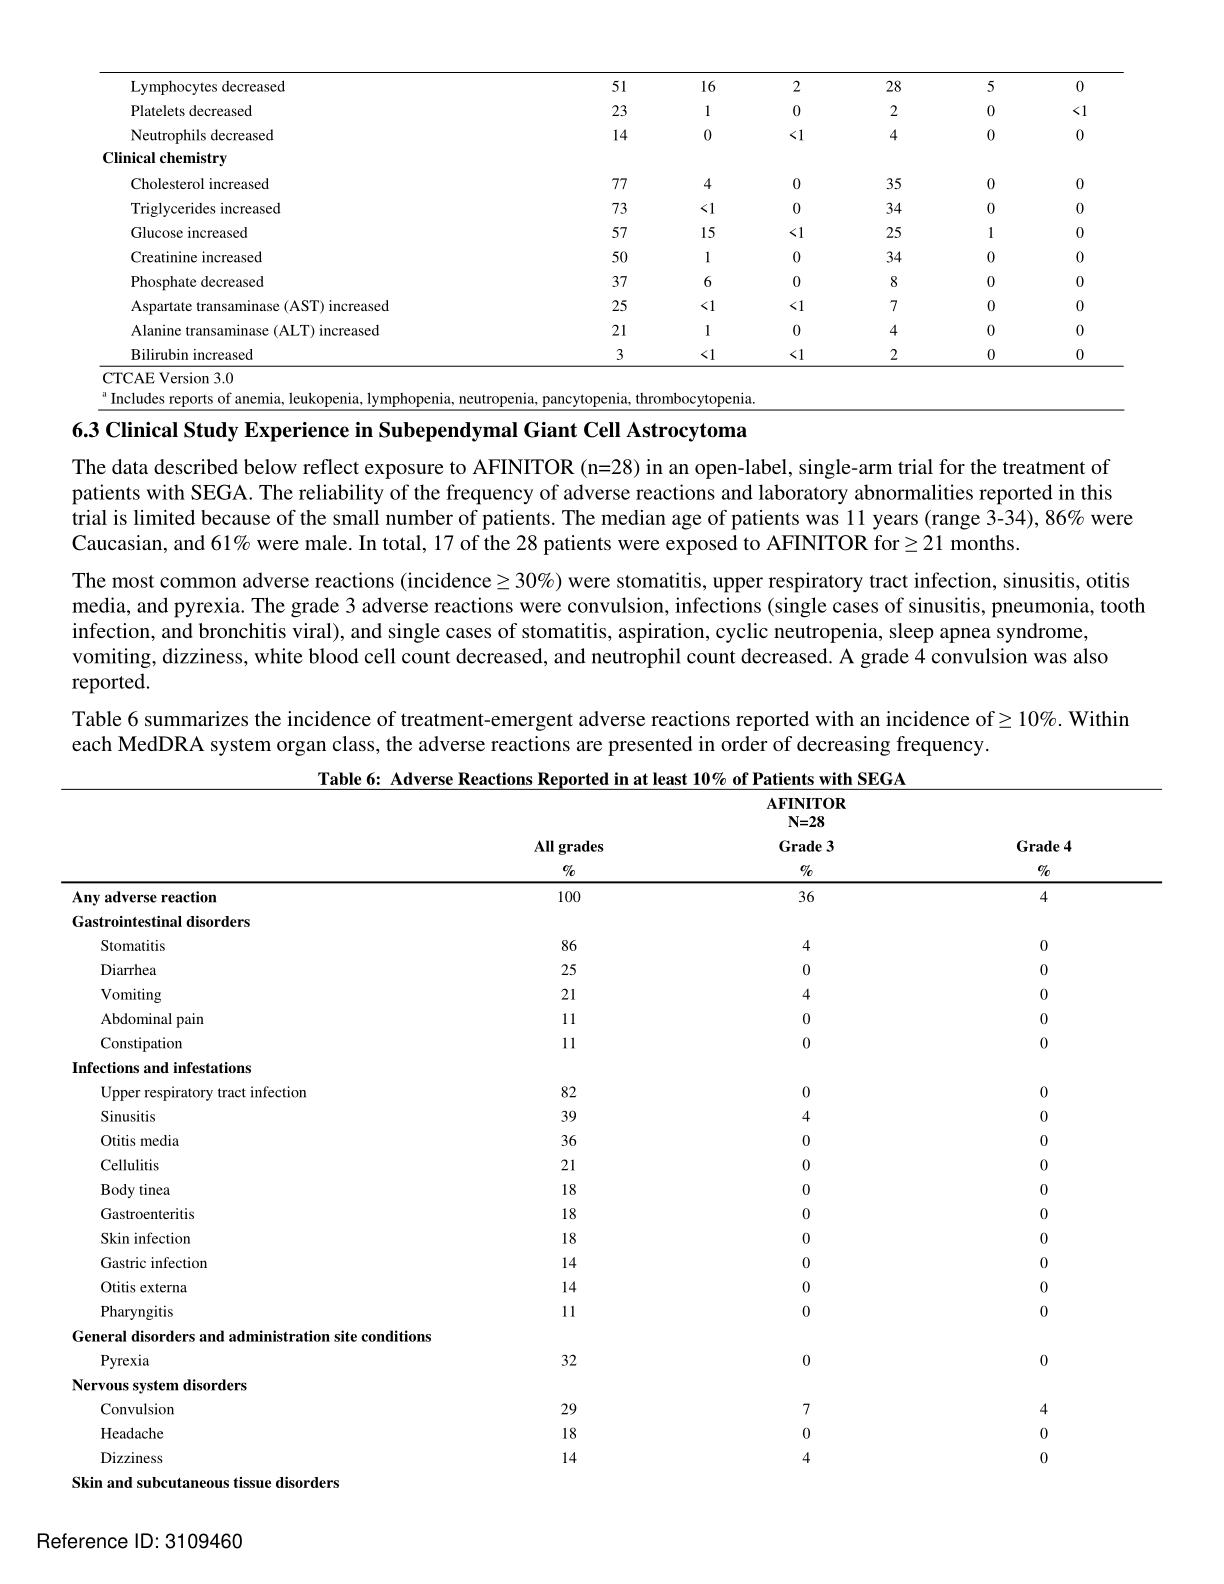 Lymphocytes decreased 51 16 2 28 5 0
Platelets decreased 23 1 0 2 0 <1
Neutrophils decreased 14 0 <1 4 0 0
Clinical chemistry
Cholesterol increased 77 4 0 35 0 0
Triglycerides increased 73 <1 0 34 0 0
Glucose increased 57 15 <1 25 1 0
Creatinine increased 50 1 0 34 0 0
Phosphate decreased 37 6 0 8 0 0
Aspartate transaminase (AST) increased 25 <1 <1 7 0 0
Alanine transaminase (ALT) increased 21 1 0 4 0 0
Bilirubin increased 3 <1 <1 2 0 0
CTCAE Version 3.0
a Includes reports of anemia, leukopenia, lymphopenia, neutropenia, pancytopenia, thrombocytopenia.
6.3 Clinical Study Experience in Subependymal Giant Cell Astrocytoma
The data described below reflect exposure to AFINITOR (n=28) in an open-label, single-arm trial for the treatment of
patients with SEGA. The reliability of the frequency of adverse reactions and laboratory abnormalities reported in this
trial is limited because of the small number of patients. The median age of patients was 11 years (range 3-34), 86% were
Caucasian, and 61% were male. In total, 17 of the 28 patients were exposed to AFINITOR for ≥ 21 months.
The most common adverse reactions (incidence ≥ 30%) were stomatitis, upper respiratory tract infection, sinusitis, otitis
media, and pyrexia. The grade 3 adverse reactions were convulsion, infections (single cases of sinusitis, pneumonia, tooth
infection, and bronchitis viral), and single cases of stomatitis, aspiration, cyclic neutropenia, sleep apnea syndrome,
vomiting, dizziness, white blood cell count decreased, and neutrophil count decreased. A grade 4 convulsion was also
reported.
Table 6 summarizes the incidence of treatment-emergent adverse reactions reported with an incidence of ≥ 10%. Within
each MedDRA system organ class, the adverse reactions are presented in order of decreasing frequency.
Table 6: Adverse Reactions Reported in at least 10% of Patients with SEGA
AFINITOR
N=28
All grades Grade 3 Grade 4
% % %
Any adverse reaction 100 36 4
Gastrointestinal disorders
Stomatitis 86 4 0
Diarrhea 25 0 0
Vomiting 21 4 0
Abdominal pain 11 0 0
Constipation 11 0 0
Infections and infestations
Upper respiratory tract infection 82 0 0
Sinusitis 39 4 0
Otitis media 36 0 0
Cellulitis 21 0 0
Body tinea 18 0 0
Gastroenteritis 18 0 0
Skin infection 18 0 0
Gastric infection 14 0 0
Otitis externa 14 0 0
Pharyngitis 11 0 0
General disorders and administration site conditions
Pyrexia 32 0 0
Nervous system disorders
Convulsion 29 7 4
Headache 18 0 0
Dizziness 14 4 0
Skin and subcutaneous tissue disorders
Reference ID: 3109460